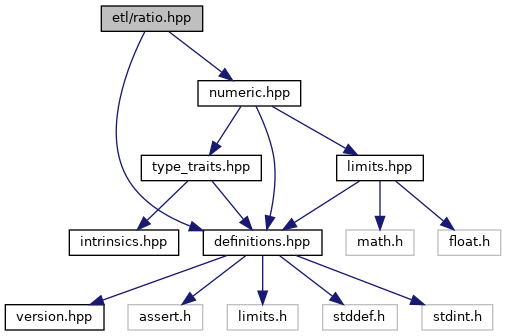 etl/ratio.hpp
numeric.hpp
type_traits.hpp
limits.hpp
intrinsics.hpp
definitions.hpp
math.h
float.h
version.hpp
assert.h
limits.h
stddef.h
stdint.h